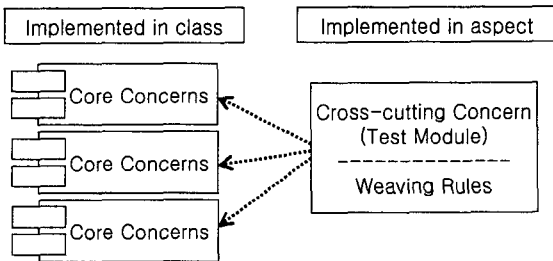 Implemented in class
Implemented in aspect
Core Concerns
Core Concerns
Core Concerns
Cross-cutting Concern
(Test Module)
Weaving Rules